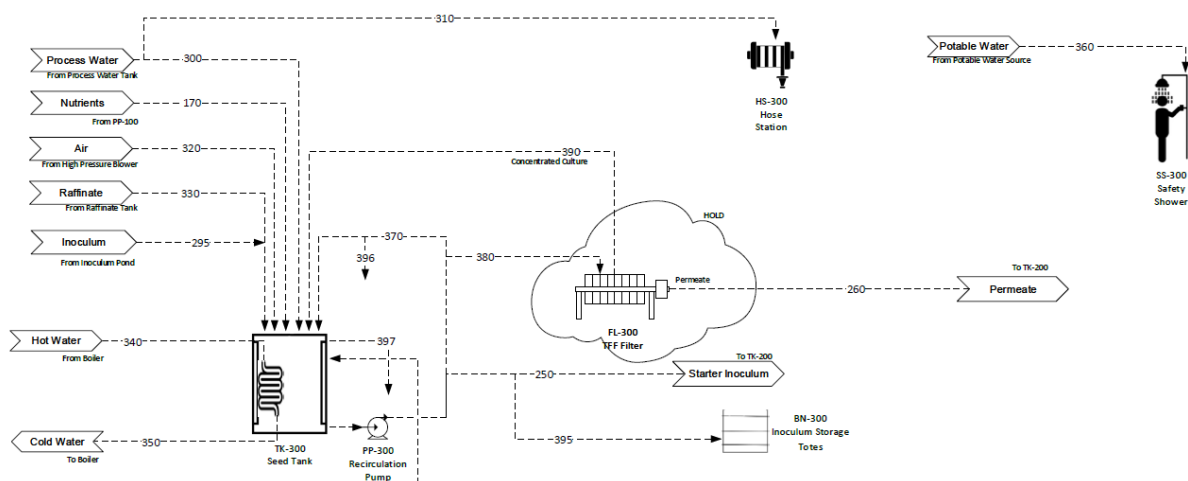 310
Process Water
300
From Process Water Tank
Potable Water
360
From Potable Water Source
HS-300
Hose
Station
Nutrients
170
From PP-100
Air
320
From High Pressure Blower
390
Concentrated Culture
SS-300
Safety
Shower
Raffinate
330
From Raffinate Tank
HOLD
Inoculum
295
From Inoculum Pond
370
396
380
Permeate
260
To TK-200
Permeate
FL-300
TFF Filter
Hot Water
340
From Boiler
397
To TK-200
250
Starter Inoculum
Cold Water
350
To Boiler
TK-300
Seed Tank
PP-300
Recirculation
Pump
395
BN-300
Inoculum Storage
Totes